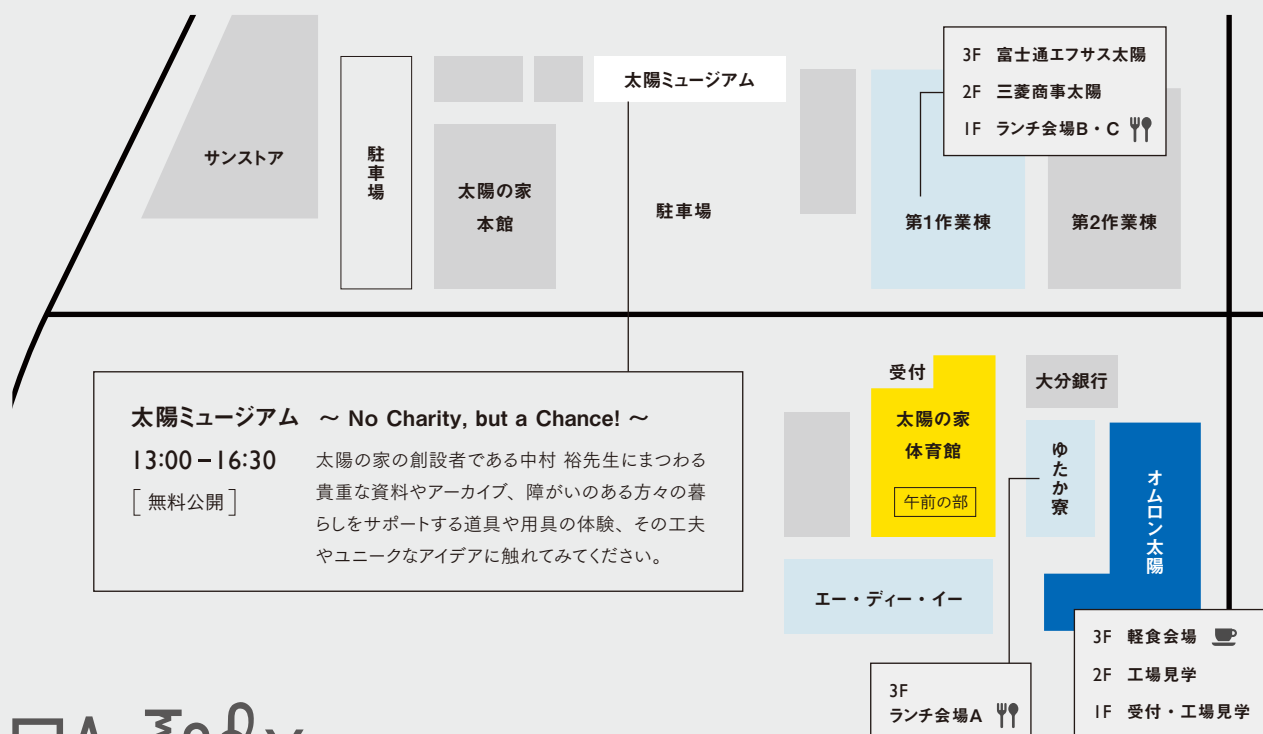 3F 富士通エフサス太陽
2F 三菱商事太陽
1F ランチ会場B・C
太陽ミュージアム
サンストア
駐車場
太陽の家
本館
駐車場
第1作業棟
第2作業棟
受付
太陽の家
体育館
午前の部
大分銀行
ゆたか寮
オムロン太陽
エー・ディー・イー
太陽ミュージアム ～ No Charity, but a Chance! ～
13:00–16:30
［無料公開］
太陽の家の創設者である中村 裕先生にまつわる
貴重な資料やアーカイブ、障がいのある方々の暮
らしをサポートする道具や用具の体験、その工夫
やユニークなアイデアに触れてみてください。
3F
ランチ会場A
3F 軽食会場
2F 工場見学
1F 受付・工場見学